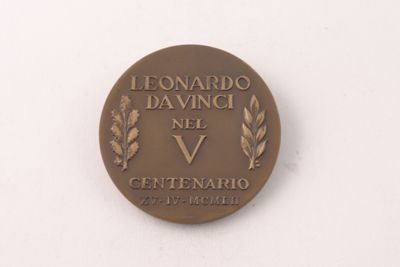 LEONARDO
DA VINCI
NEL
V
CENTENARIO
XV·IV·MCMLII